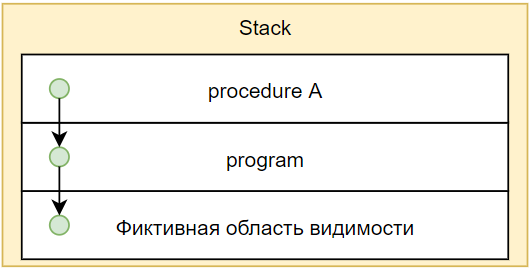 Stack
procedure A
program
Фиктивная область видимости